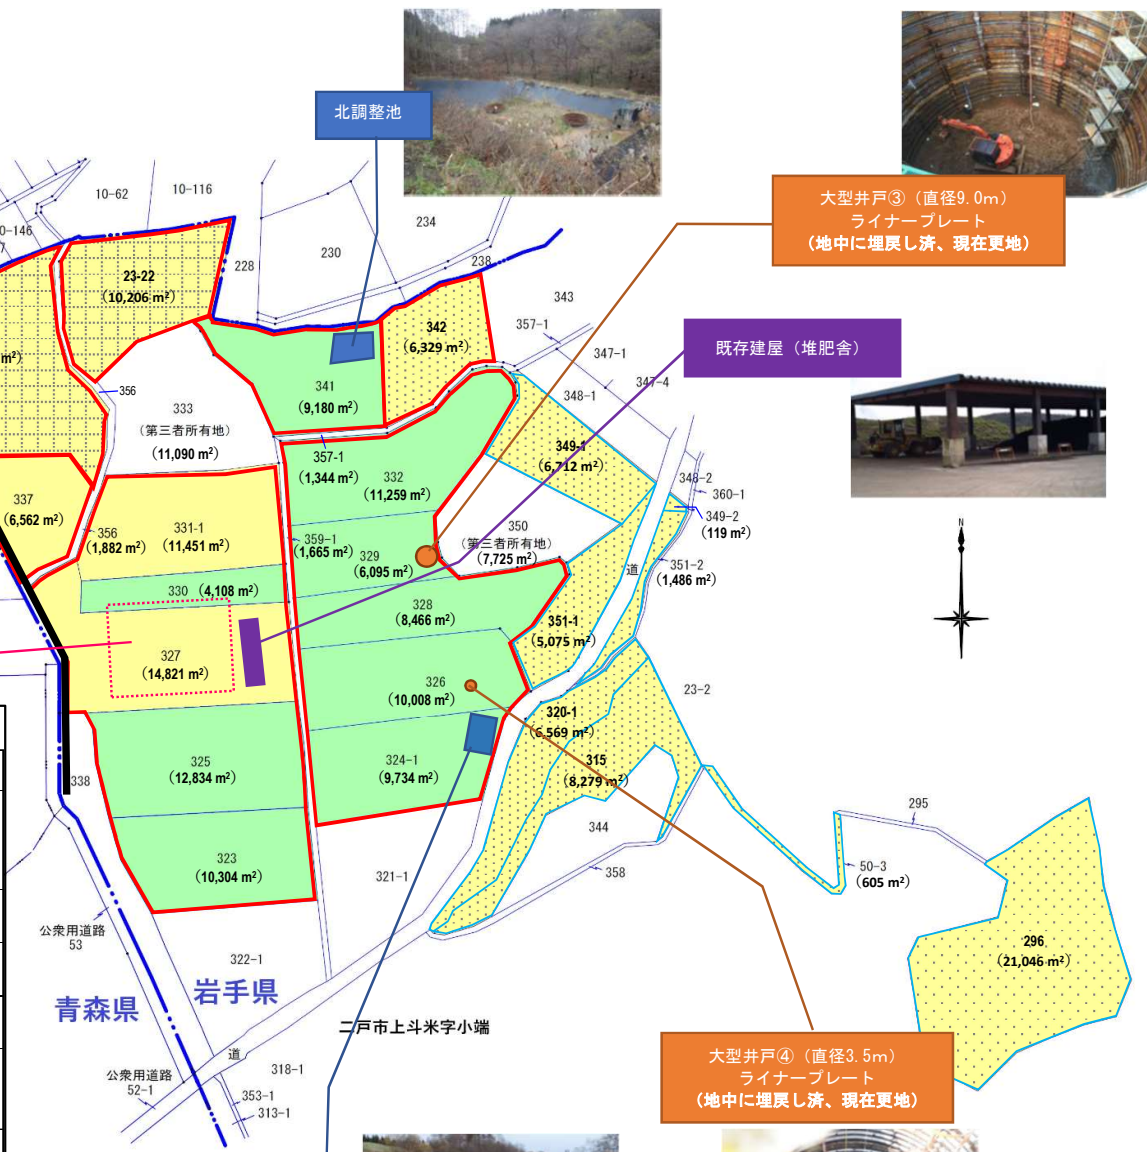 北調整池
大型井戸③（直径9.0ｍ）
ライナープレート
（地中に埋戻し済、現在更地）
既存建屋（堆肥舎）
10-62
10-116
0-146
7
228
230
234
238
23-22
（10,206 m²）
m²）
342
（6,329 m²）
343
357-1
347-1
347-4
348-1
341
（9,180 m²）
356
333
（第三者所有地）
（11,090 m²）
357-1
（1,344 m²）
332
（11,259 m²）
349-1
（6,712 m²）
348-2
360-1
349-2
（119 m²）
337
（6,562 m²）
356
（1,882 m²）
331-1
（11,451 m²）
359-1
（1,665 m²）
329
（6,095 m²）
350
（第三者所有地）
（7,725 m²）
道
351-2
（1,486 m²）
N
330 （4,108 m²）
328
（8,466 m²）
351-1
（5,075 m²）
327
（14,821 m²）
326
（10,008 m²）
23-2
320-1
（6,569 m²）
325
（12,834 m²）
324-1
（9,734 m²）
315
（8,279 m²）
338
344
295
323
（10,304 m²）
321-1
358
50-3
（605 m²）
公衆用道路
53
322-1
296
（21,046 m²）
青森県
岩手県
二戸市上斗米字小端
道
318-1
公衆用道路
52-1
353-1
313-1
大型井戸④（直径3.5ｍ）
ライナープレート
（地中に埋戻し済、現在更地）